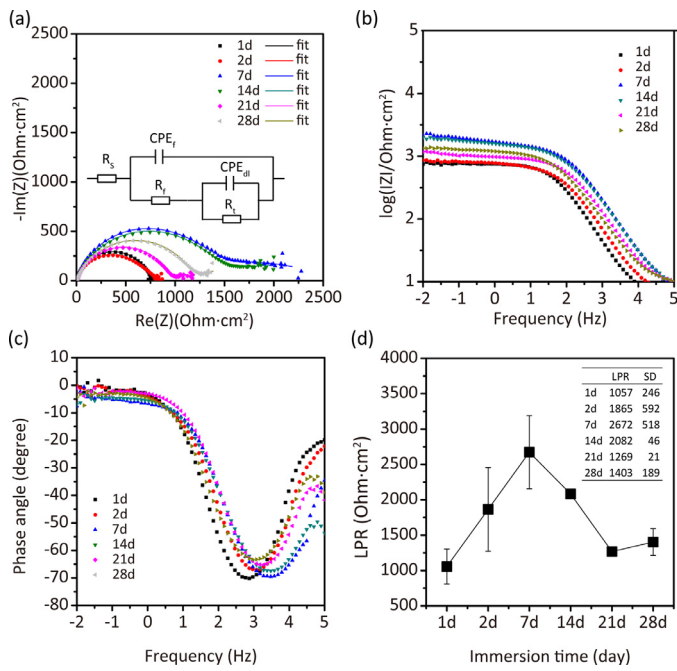 (a)
2500
2000
1500
1000
500
0
-Im(Z)(Ohm·cm²)
1d fit
2d fit
7d fit
14d fit
21d fit
28d fit
CPEf
RS
Rf
CPEdl
Rt
0 500 1000 1500 2000 2500
Re(Z)(Ohm·cm²)
(b)
5
4
3
2
1
log(IZI/Ohm·cm²)
1d
2d
7d
14d
21d
28d
-2 -1 0 1 2 3 4 5
Frequency (Hz)
(c)
10
0
-10
-20
-30
-40
-50
-60
-70
-80
Phase angle (degree)
1d
2d
7d
14d
21d
28d
-2 -1 0 1 2 3 4 5
Frequency (Hz)
(d)
4000
3500
3000
2500
2000
1500
1000
500
LPR (Ohm·cm²)
LPR SD
1d 1057 246
2d 1865 592
7d 2672 518
14d 2082 46
21d 1269 21
28d 1403 189
1d 2d 7d 14d 21d 28d
Immersion time (day)